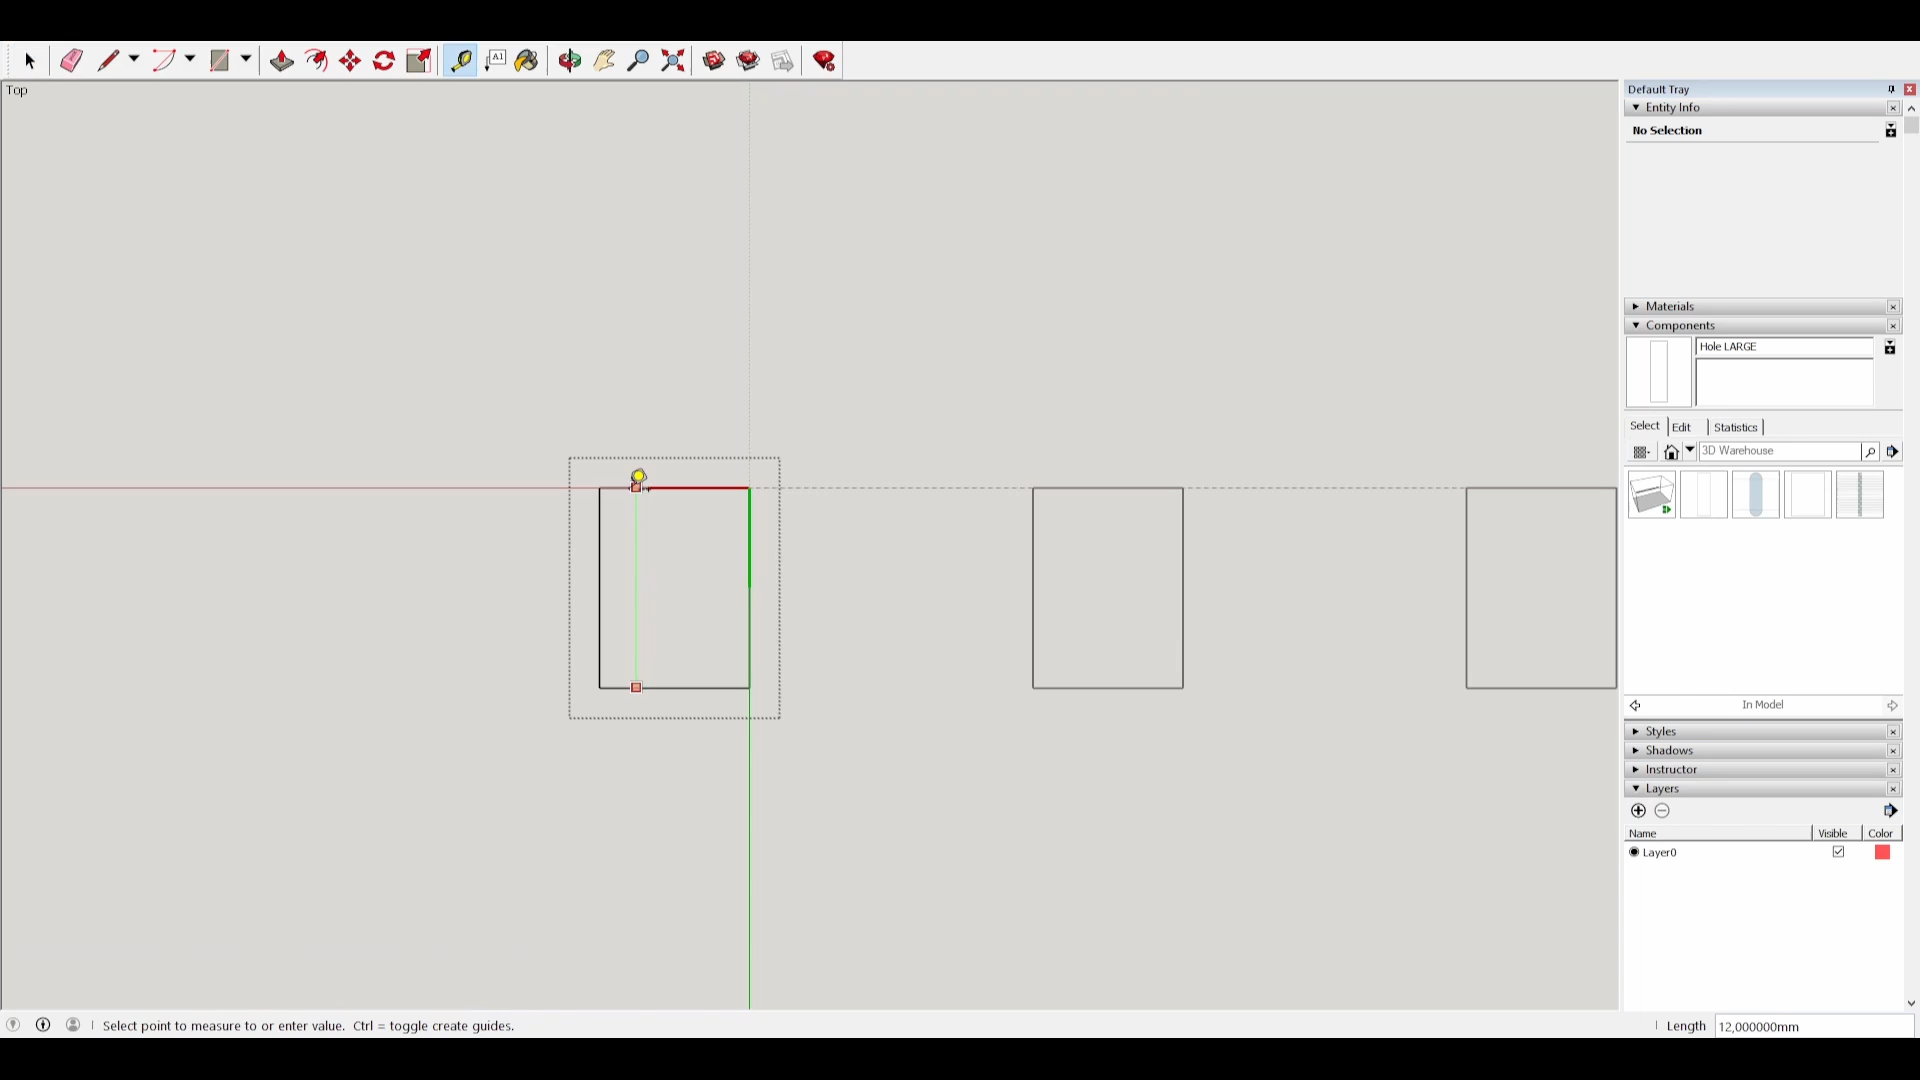 A1
Top
Default Tray
Entity Info
No Selection
Materials
Components
Hole LARGE
Select Edit Statistics
3D Warehouse
In Model
Styles
Shadows
Instructor
Layers
Name Visible Color
Layer0
Select point to measure to or enter value. Ctrl = toggle create guides.
Length 12,000000mm